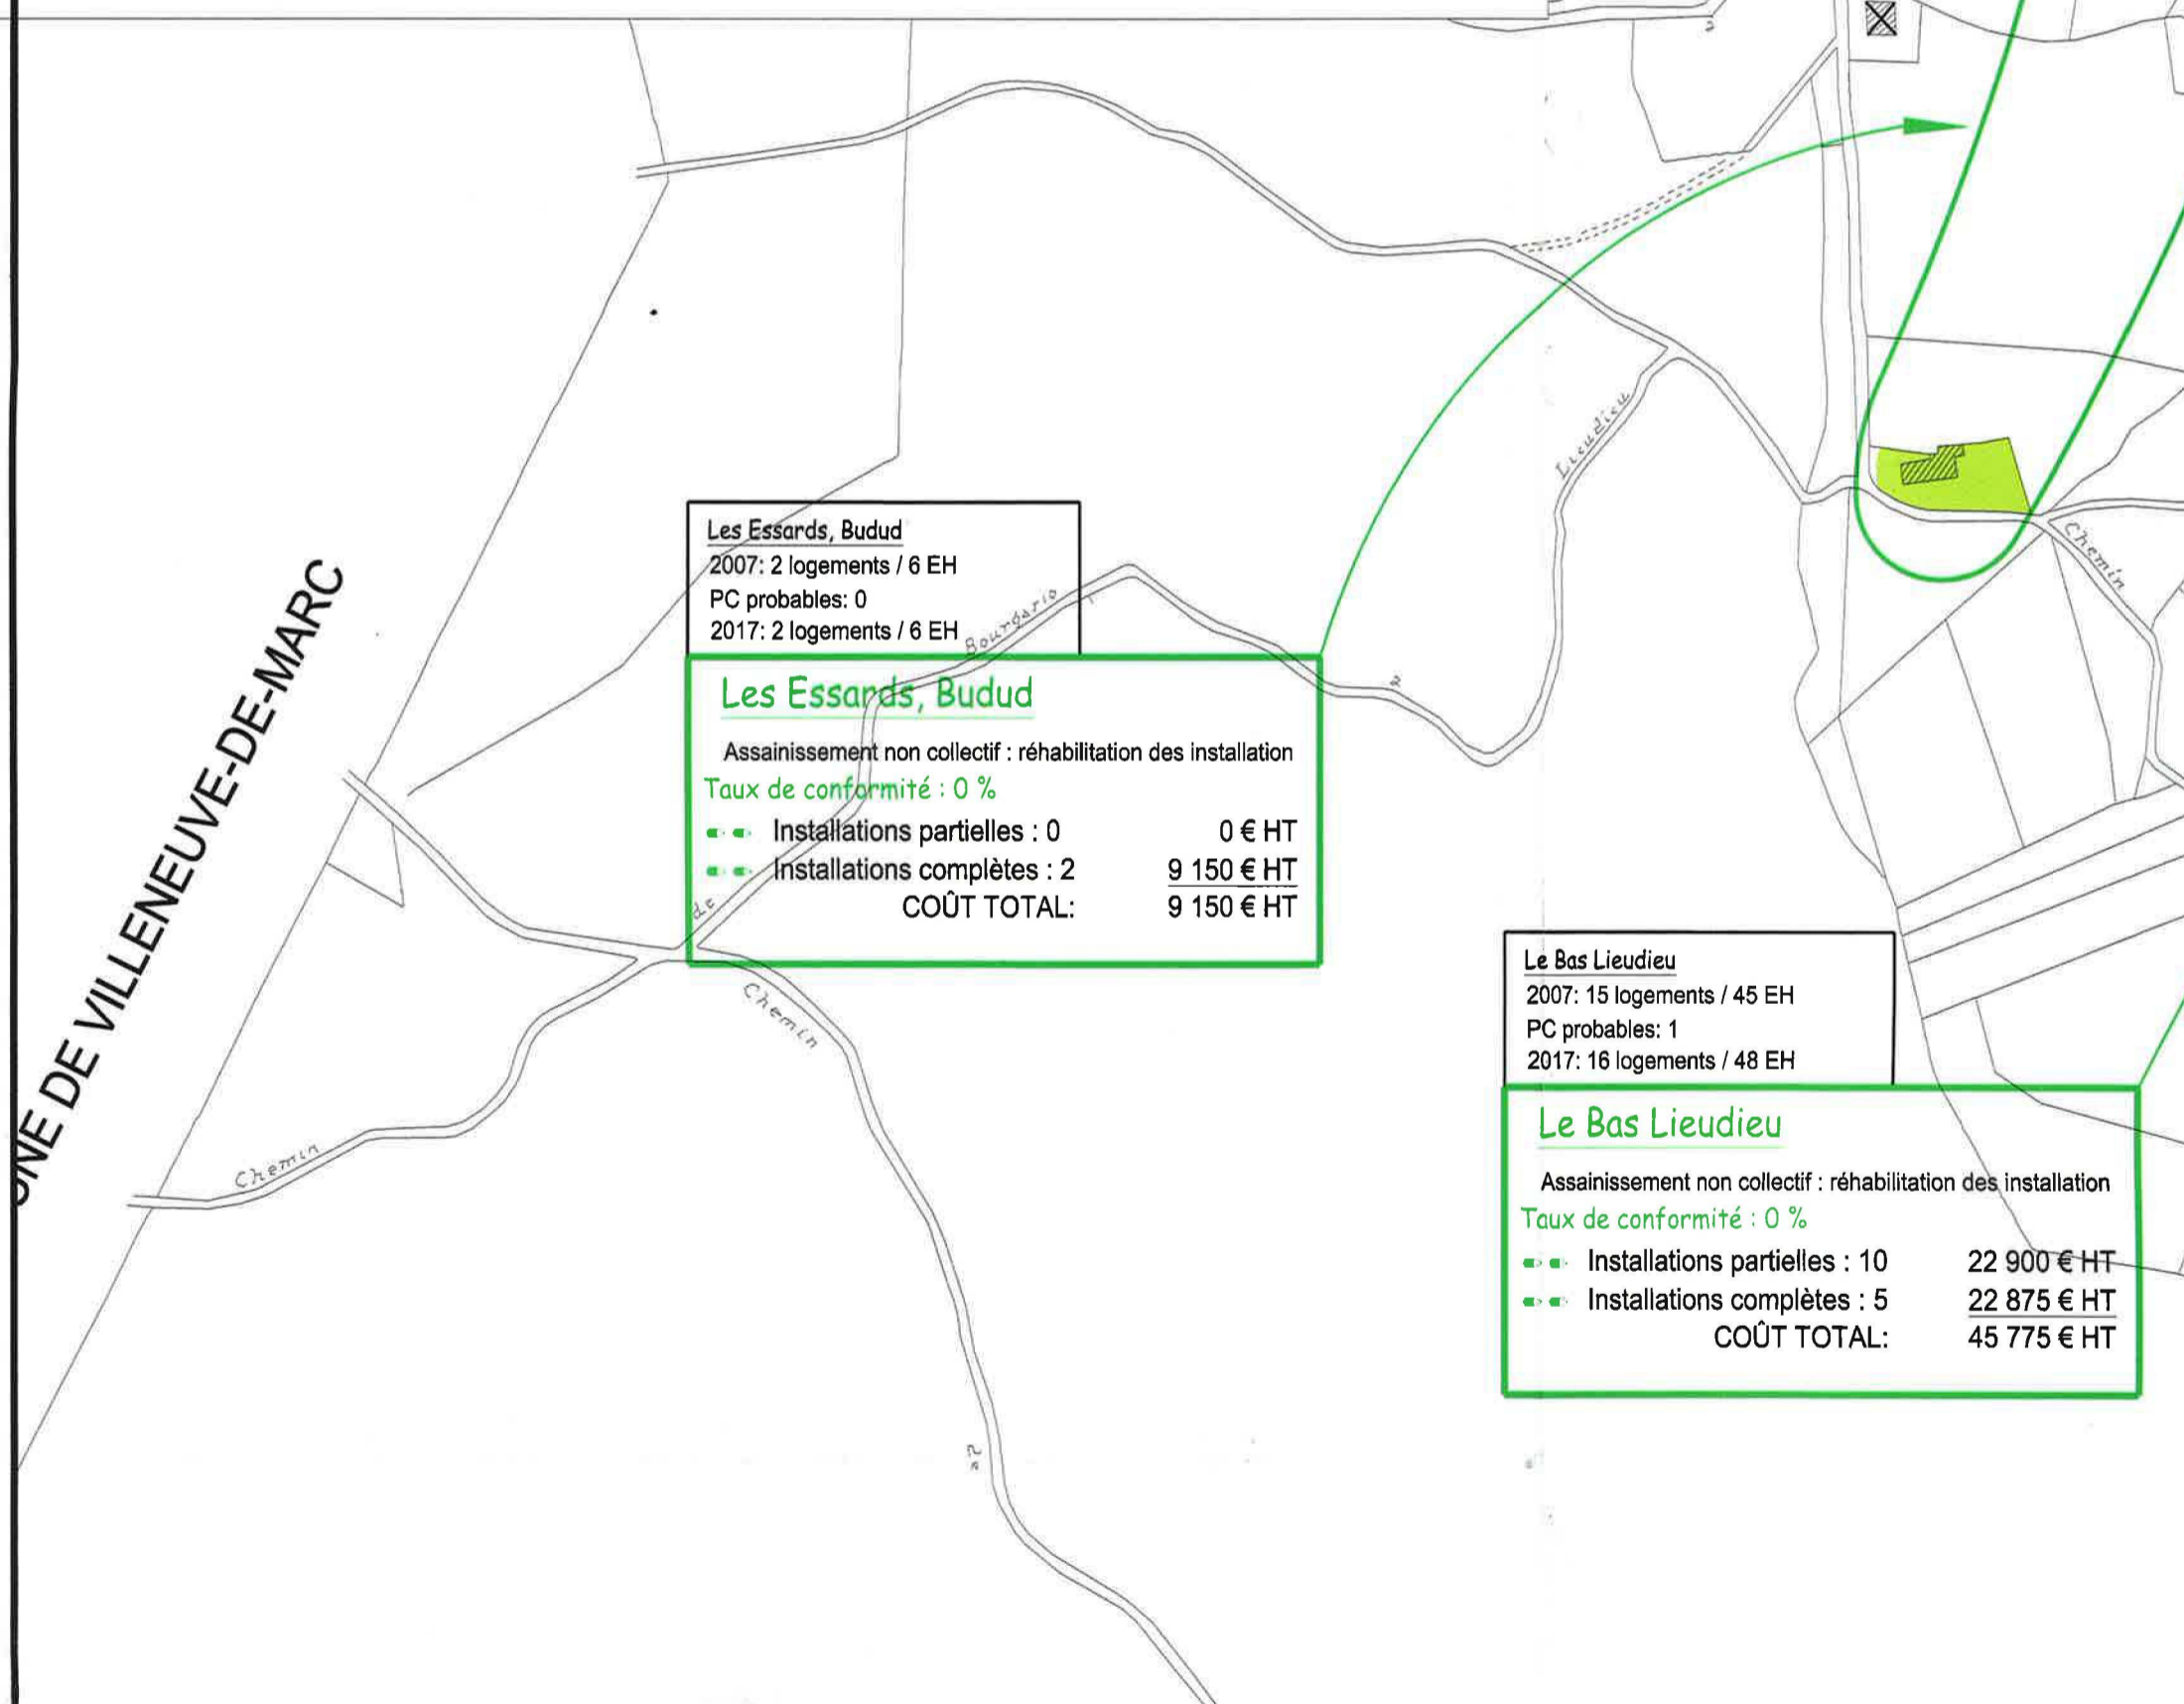 Lieudieu
Chemin
Les Essards, Budud
2007: 2 logements / 6 EH
PC probables: 0
2017: 2 logements / 6 EH
Bourgario
Les Essards, Budud
Assainissement non collectif : réhabilitation des installation
Taux de conformité : 0 %
Installations partielles : 0 0 € HT
Installations complètes : 2 9 150 € HT
COÛT TOTAL: 9 150 € HT
de
Chemin
UNE DE VILLENEUVE-DE-MARC
Chemin
Le Bas Lieudieu
2007: 15 logements / 45 EH
PC probables: 1
2017: 16 logements / 48 EH
Le Bas Lieudieu
Assainissement non collectif : réhabilitation des installation
Taux de conformité : 0 %
Installations partielles : 10 22 900 € HT
Installations complètes : 5 22 875 € HT
COÛT TOTAL: 45 775 € HT